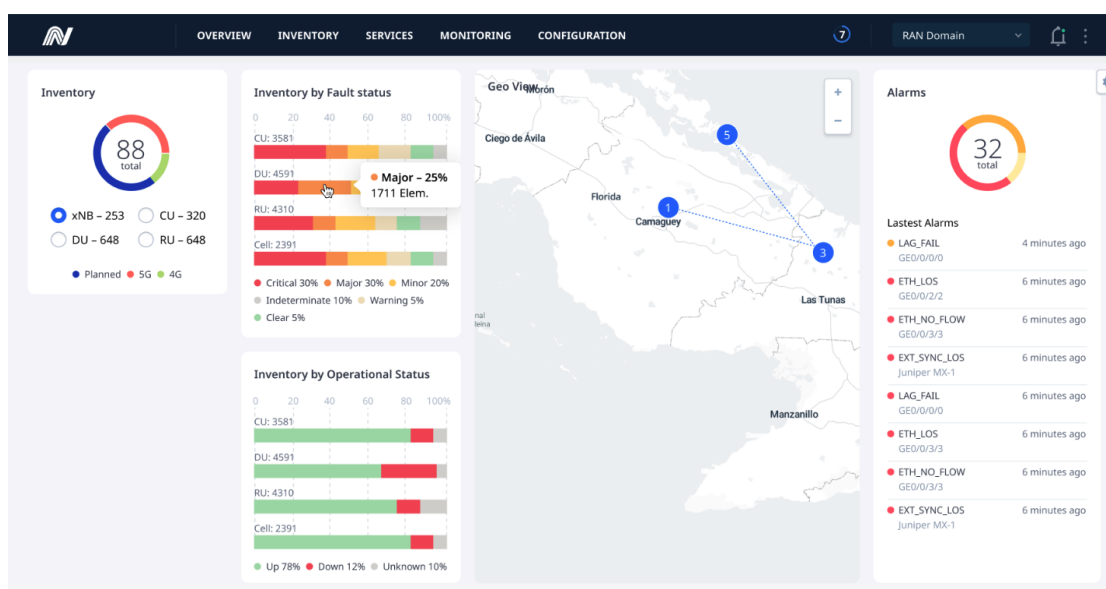 OVERVIEW INVENTORY SERVICES MONITORING CONFIGURATION 7 RAN Domain
Inventory
88
total
xNB – 253 CU – 320
DU – 648 RU – 648
Planned 5G 4G
Inventory by Fault status
0 20 40 60 80 100%
CU: 3581
DU: 4591
Major – 25%
1711 Elem.
RU: 4310
Cell: 2391
Critical 30% Major 30% Minor 20%
Indeterminate 10% Warning 5%
Clear 5%
Inventory by Operational Status
0 20 40 60 80 100%
CU: 3581
DU: 4591
RU: 4310
Cell: 2391
Up 78% Down 12% Unknown 10%
Geo View
Morón
+
−
Ciego de Ávila
5
Florida
1
Camaguey
3
Las Tunas
Manzanillo
Alarms
32
total
Lastest Alarms
LAG_FAIL 4 minutes ago
GE0/0/0/0
ETH_LOS 6 minutes ago
GE0/0/2/2
ETH_NO_FLOW 6 minutes ago
GE0/0/3/3
EXT_SYNC_LOS 6 minutes ago
Juniper MX-1
LAG_FAIL 6 minutes ago
GE0/0/0/0
ETH_LOS 6 minutes ago
GE0/0/3/3
ETH_NO_FLOW 6 minutes ago
GE0/0/3/3
EXT_SYNC_LOS 6 minutes ago
Juniper MX-1